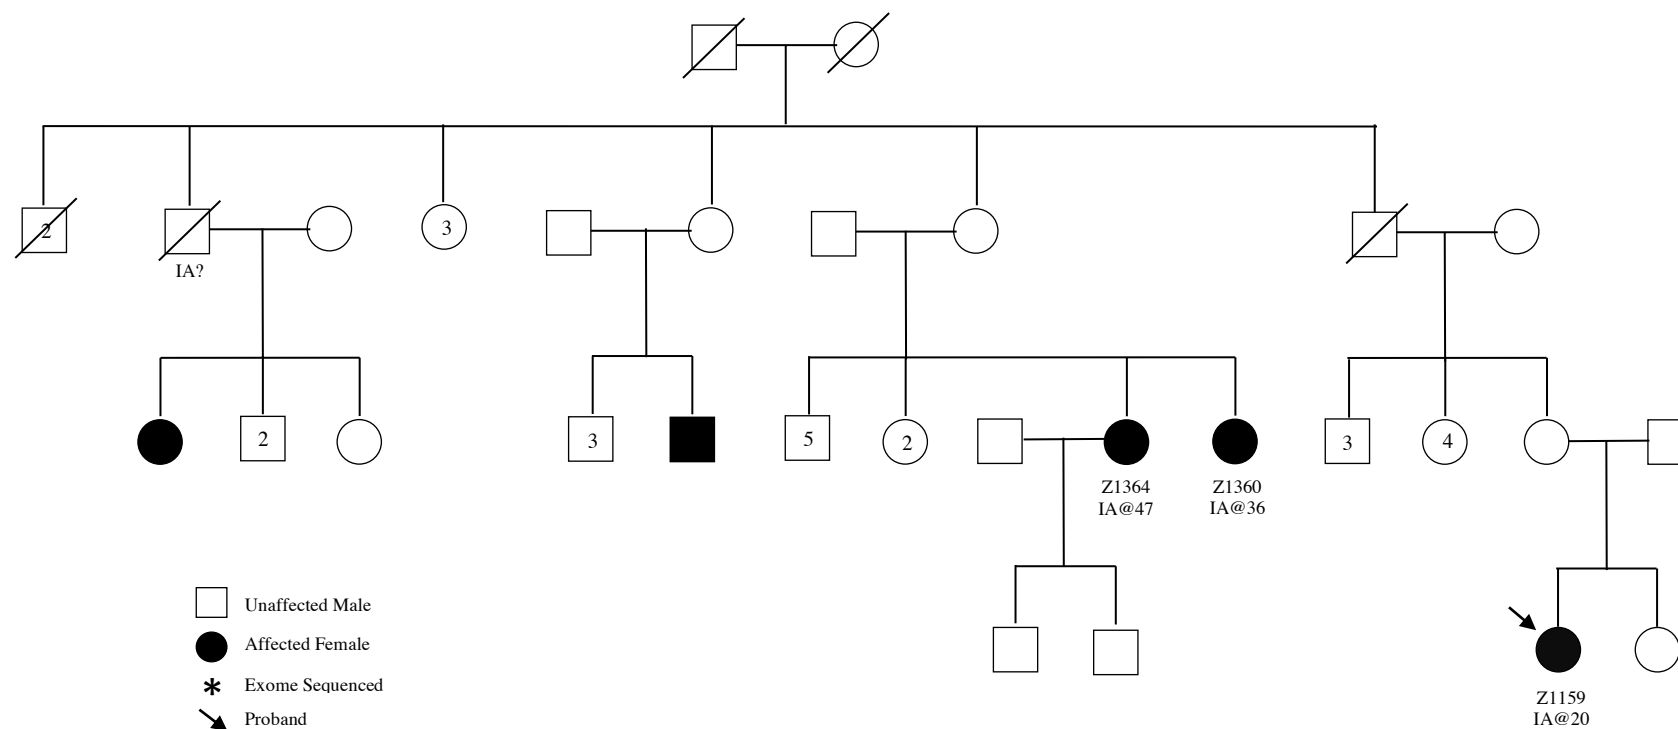 2
IA?
3
2
3
5
2
3
4
Z1364
IA@47
Z1360
IA@36
Unaffected Male
Affected Female
* Exome Sequenced
Proband
Z1159
IA@20